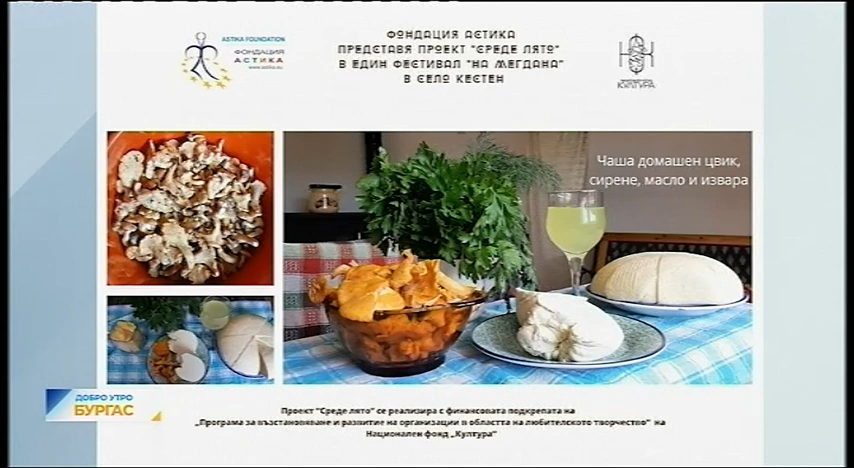 ASTIKA FOUNDATION
ФОНДАЦИЯ
АСТИКА
www.astika.eu
ФОНДАЦИЯ АСТИКА
ПРЕДСТАВЯ ПРОЕКТ "СРЕДЕ ЛЯТО"
В ЕДИН ФЕСТИВАЛ "НА МЕГДАНА"
В СЕЛО КЕСТЕН
КУЛТУРА
Чаша домашен цвик,
сирене, масло и извара
ДОБРО УТРО
БУРГАС
Проект "Среде лято" се реализира с финансовата подкрепата на
„Програма за възстановяване и развитие на организации в областта на любителското творчество" на
Национален фонд „Култура"